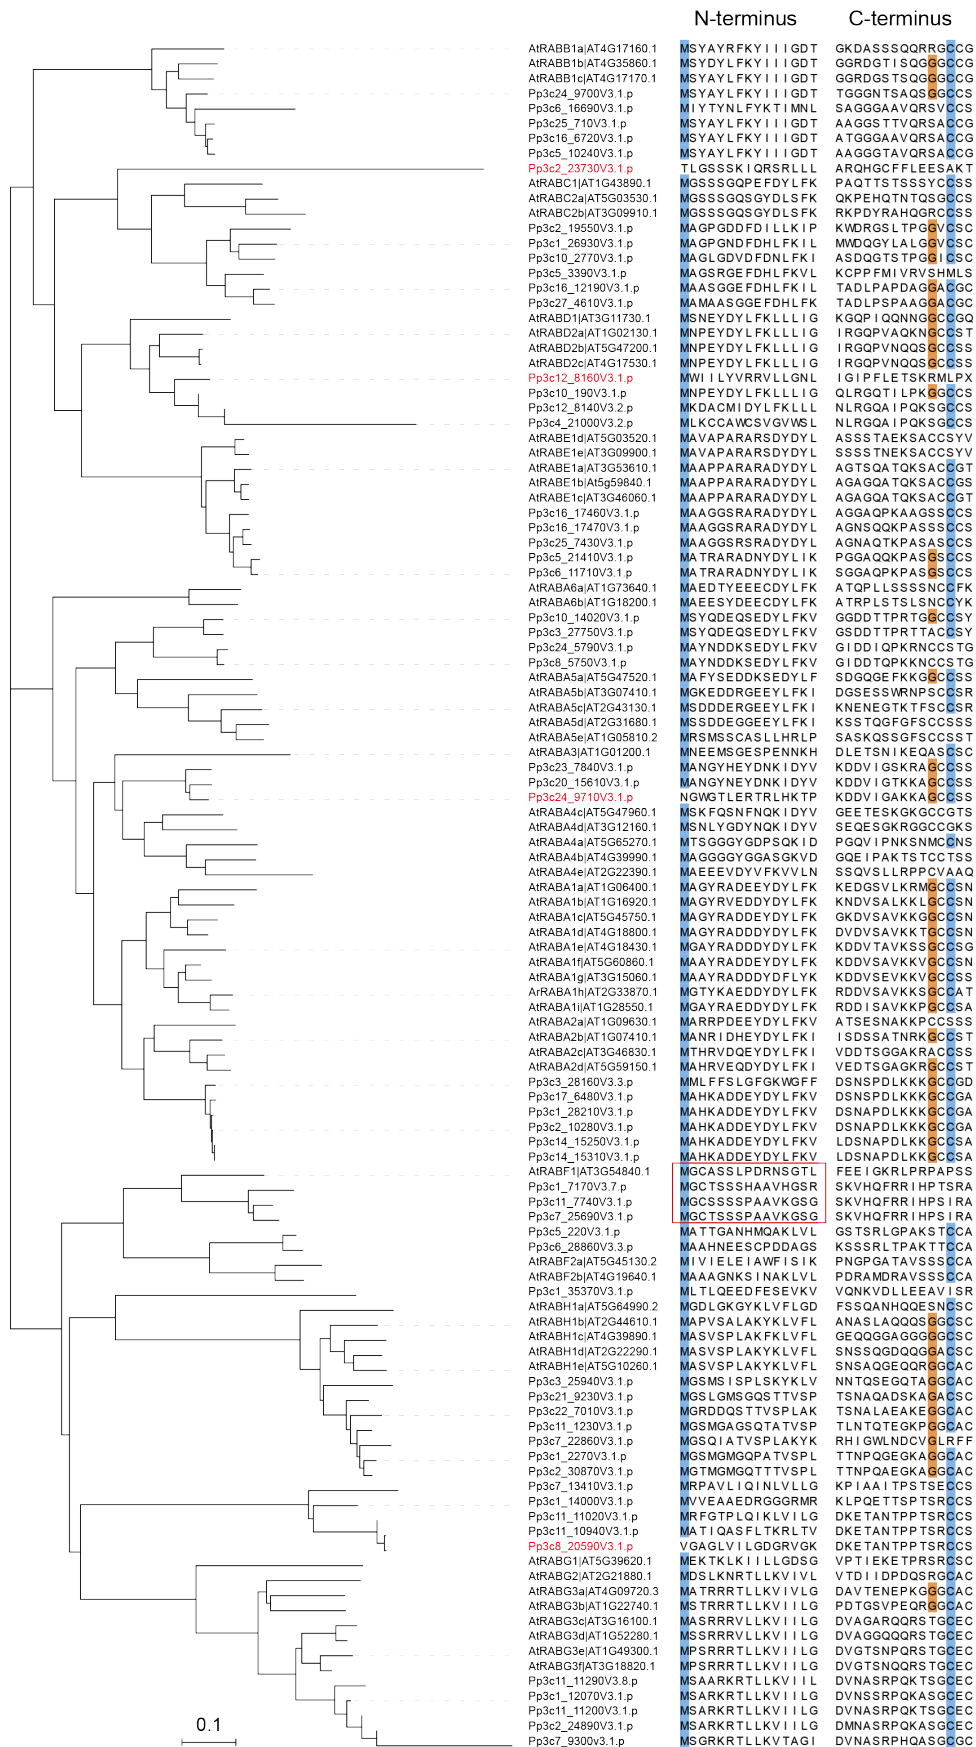 N-terminus C-terminus
AtRABB1a|AT4G17160.1 MSYAYRFKYIIIGDT GKDASSSQQRRGCCG
AtRABB1b|AT4G35860.1 MSYDYLFKYIIIGDT GGRDGTISQGGGCCG
AtRABB1c|AT4G17170.1 MSYAYLFKYIIIGDT GGRDGSTSQGGGCCG
Pp3c24_9700V3.1.p MSYAYLFKYIIIGDT TGGGNTSAQSGGCCS
Pp3c6_16690V3.1.p MIYTYNLFYKTIMNL SAGGGAAVQRSVCCS
Pp3c25_710V3.1.p MSYAYLFKYIIIGDT AAGGSTTVQRSACCG
Pp3c16_6720V3.1.p MSYAYLFKYIIIGDT ATGGGAAVQRSACCG
Pp3c5_10240V3.1.p MSYAYLFKYIIIGDT AAGGGTAVQRSACCG
Pp3c2_23730V3.1.p TLGSSSKIQRSRLLL ARQHGCFFLEESAKT
AtRABC1|AT1G43890.1 MGSSSGQPEFDYLFK PAQTTSTSSSYCCS
AtRABC2a|AT5G03530.1 MGSSSGQSGYDLSFK QKPEHQTNTQSGCCS
AtRABC2b|AT3G09910.1 MGSSSGQSGYDLSFK RKPDYRAHQGRCCSS
Pp3c2_19550V3.1.p MAGPGDDFDILLKIP KWDRGSLTPGGVCSC
Pp3c1_26930V3.1.p MAGPGNDFDHLFKIL MWDQGYLALGGVCSC
Pp3c10_2770V3.1.p MAGLGDVDFDNLFKI ASDQGTSTPGGICSC
Pp3c5_3390V3.1.p MAGSRGEFDHLFKVL KCPPFMIVRVSHMLS
Pp3c16_12190V3.1.p MAASGGEFDHLFKIL TADLPAPDAGGACGC
Pp3c27_4610V3.1.p MAMAASGGEFDHLFK TADLPSPAAGGACGC
AtRABD1|AT3G11730.1 MSNEYDYLFKLLLIG KGQPIQQNNGGCCGQ
AtRABD2a|AT1G02130.1 MNPEYDYLFKLLLIG IRGQPVAQKNGCCST
AtRABD2b|AT5G47200.1 MNPEYDYLFKLLLIG IRGQPVNQQSGCCSS
AtRABD2c|AT4G17530.1 MNPEYDYLFKLLLIG IRGQPVNQQSGCCSS
Pp3c12_8160V3.1.p MWIILYVRRVLLGNL IGIPFLETSKRMLPX
Pp3c10_190V3.1.p MNPEYDYLFKLLLIG QLRGQTILPKGGCCS
Pp3c12_8140V3.2.p MKDACMIDYLFKLLL NLRGQAIPQKSGCCS
Pp3c4_21000V3.2.p MLKCCAWCSVGVWSL NLRGQAIPQKSGCCS
AtRABE1d|AT5G03520.1 MAVAPARARSDYDYL ASSSTAEKSACCSYV
AtRABE1e|AT3G09900.1 MAVAPARARSDYDYL SSSSTNEKSACCSYV
AtRABE1a|AT3G53610.1 MAAPPARARADYDYL AGTSQATQKSACCGT
AtRABE1b|At5g59840.1 MAAPPARARADYDYL AGAGQATQKSACCGS
AtRABE1c|AT3G46060.1 MAAPPARARADYDYL AGAGQATQKSACCGT
Pp3c16_17460V3.1.p MAAGGSRARADYDYL AGGAQPKAAGSSCCS
Pp3c16_17470V3.1.p MAAGGSRARADYDYL AGNSQQKPASSSCCS
Pp3c25_7430V3.1.p MAAGGSRSRADYDYL AGNAQTKPASASCCS
Pp3c5_21410V3.1.p MATRARADNYDYLIK PGGAQQKPASGSCCS
Pp3c6_11710V3.1.p MATRARADNYDYLIK SGGAQPKPASGSCCS
AtRABA6a|AT1G73640.1 MAEDTYEEECDYLFK ATQPLLSSSSNCCFK
AtRABA6b|AT1G18200.1 MAEESYDEECDYLFK ATRPLSTSLSNCCYK
Pp3c10_14020V3.1.p MSYQDEQSEDYLFKV GGDDTTPRTGGCCSY
Pp3c3_27750V3.1.p MSYQDEQSEDYLFKV GSDDTTPRTTACCSY
Pp3c24_5790V3.1.p MAYNDDKSEDYLFKV GIDDIQPKRNCCSTG
Pp3c8_5750V3.1.p MAYNDDKSEDYLFKV GIDDTQPKKNCCSTG
AtRABA5a|AT5G47520.1 MAFYSEDDKSEDYLF SDGQGEFKKGGCCSS
AtRABA5b|AT3G07410.1 MGKEDDRGEEYLFKI DGSESSWRNPSCCSR
AtRABA5c|AT2G43130.1 MSDDDERGEEYLFKI KNENEGTKTFSCCSR
AtRABA5d|AT2G31680.1 MSSDDEGGEEYLFKI KSSTQGFGFSCCSSS
AtRABA5e|AT1G05810.2 MRSMSSCASLLHRLP SASKQSSGFSCCSST
AtRABA3|AT1G01200.1 MNEEMSGESPENNKH DLETSNIKEQASCSC
Pp3c23_7840V3.1.p MANGYHEYDNKIDYV KDDVIGSKRAGCCSS
Pp3c20_15610V3.1.p MANGYNEYDNKIDYV KDDVIGTKKAGCCSS
Pp3c24_9710V3.1.p NGWGTLERTRLHKTP KDDVIGAKKAGCCSS
AtRABA4c|AT5G47960.1 MSKFQSNFNQKIDYV GEETESKGKGCCGTS
AtRABA4d|AT3G12160.1 MSNLYGDYNQKIDYV SEQESGKRGGCCGKS
AtRABA4a|AT5G65270.1 MTSGGGYGDPSQKID PGQVIPNKSNMCCNS
AtRABA4b|AT4G39990.1 MAGGGGYGGASGKVD GQEIPAKTSTCCTSS
AtRABA4e|AT2G22390.1 MAEEEVDYVFKVVLN SSQVSLLRPPCVAAQ
AtRABA1a|AT1G06400.1 MAGYRADEEYDYLFK KEDGSVLKRMGCCSN
AtRABA1b|AT1G16920.1 MAGYRVEDDYDYLFK KNDVSALKKLGCCSN
AtRABA1c|AT5G45750.1 MAGYRADDDYDYLFK GKDVSAVKKGGCCSN
AtRABA1d|AT4G18800.1 MAGYRADDDYDYLFK DVDVSAVKKTGCCSN
AtRABA1e|AT4G18430.1 MGAYRADDDYDYLFK KDDVTAVKSSGCCSN
AtRABA1f|AT5G60860.1 MAAYRADDDYDYLFK KDDVSAVKKVGCCSN
AtRABA1g|AT3G15060.1 MAAYRADDDYDFLYK KDDVSEVKKVGCCSS
ArRABA1h|AT2G33870.1 MGTYKAEDDYDYLFK RDDVSAVKKSGCCAT
AtRABA1i|AT1G28550.1 MGAYRAEDDYDYLFK RDDISAVKKPGCCSA
AtRABA2a|AT1G09630.1 MARRPDEEYDYLFKV ATSESNAKKPCCSSS
AtRABA2b|AT1G07410.1 MANRIDHEYDYLFKI ISDSSATNRKGCCST
AtRABA2c|AT3G46830.1 MTHRVDQEYDYLFKI VDDTSGGAKRACCSS
AtRABA2d|AT5G59150.1 MAHRVEQDYDYLFKI VEDTSGAGKRGCCST
Pp3c3_28160V3.3.p MMLFFSLGFGKWGFF DSNSPDLKKKGCCGD
Pp3c17_6480V3.1.p MAHKADDEYDYLFKV DSNAPDLKKKGCCGA
Pp3c1_28210V3.1.p MAHKADDEYDYLFKV DSNAPDLKKKGCCGA
Pp3c2_10280V3.1.p MAHKADDEYDYLFKV DSNAPDLKKKGCCGA
Pp3c14_15250V3.1.p MAHKADDEYDYLFKV LDSNAPDLKKGCCSA
Pp3c14_15310V3.1.p MAHKADDEYDYLFKV LDSNAPDLKKGCCSA
AtRABF1|AT3G54840.1 MGCASSLPDRNSGTL FEEIGKRLPRPAPSS
Pp3c1_7170V3.7.p MGCTSSSHAAVHGSR SKVHQFRRIHPTSRA
Pp3c11_7740V3.1.p MGCSSSSPAAVKGSG SKVHQFRRIHPSIRA
Pp3c7_25690V3.1.p MGCTSSSPAAVKGSG SKVHQFRRIHPSIRA
Pp3c5_220V3.1.p MATTGANHMQAKLVL GSTSRLGPAKSTCCA
Pp3c6_28860V3.3.p MAAHNEESCPDDAGS KSSSRLTPAKTTCCA
AtRABF2a|AT5G45130.2 MIVIELEIAWFISIK PNGPGATAVSSSCCA
AtRABF2b|AT4G19640.1 MAAAGNKSINAKLVL PDRAMDRAVSSSCCA
Pp3c1_35370V3.1.p MLTLQEEDFESEVKV VQNKVDLLEEAVISR
AtRABH1a|AT5G64990.2 MGDLGKGYKLVFLGD FSSQANHQQESNCSC
AtRABH1b|AT2G44610.1 MAPVSALAKYKLVFL ANASLAQQQSGGCSC
AtRABH1c|AT4G39890.1 MASVSPLAKFKLVFL GEQQGGAGGGGGCSC
AtRABH1d|AT2G22290.1 MASVSPLAKYKLVFL SNSSQGDQQGGACSC
AtRABH1e|AT5G10260.1 MASVSPLAKYKLVFL SNSAQGEQQRGGCSC
Pp3c3_25940V3.1.p MGSMSISPLSKYKLV NNTQSEGQTAGGCAC
Pp3c21_9230V3.1.p MGSLGMSGQSTTVSP TSNAQADSKAGACSC
Pp3c22_7010V3.1.p MGRDDQSTTVSPLAK TSNALAEAKEGGCAC
Pp3c11_1230V3.1.p MGSMGAGSQTATVSP TLNTQTEGKPGGCAC
Pp3c7_22860V3.1.p MGSQIATVSPLAKYK RHIGWLNDCVGLRFF
Pp3c1_2270V3.1.p MGSMGMGQPATVSPL TTNPQGEGKAGGCAC
Pp3c2_30870V3.1.p MGTMGMGQTTTVSPL TTNPQAEGKAGGCAC
Pp3c7_13410V3.1.p MRPAVLIQINLVLLG KPIAAITPSTSECCS
Pp3c1_14000V3.1.p MVVEAAEDRGGGRMR KLPQETTSPTSRCCS
Pp3c11_11020V3.1.p MRFGTPLQIKLVILG DKETANTPPTSRCCS
Pp3c11_10940V3.1.p MATIQASFLTKRLTV DKETANTPPTSRCCS
Pp3c8_20590V3.1.p VGAGLVILGDGRVGK DKETANTPPTSRCCS
AtRABG1|AT5G39620.1 MEKTKLKIILLGDSG VPTIEKETPRSRCSC
AtRABG2|AT2G21880.1 MDSLKNRTLLKVIVL VTDIIDPDQSRGCAC
AtRABG3a|AT4G09720.3 MATRRRTLLKVIILG DAVTENEPKGGGCAC
AtRABG3b|AT1G22740.1 MSTRRRTLLKVIILG PDTGSVPEQRGGCAC
AtRABG3c|AT3G16100.1 MASRRRVLLKVIILG DVAGARQQRSTGCEC
AtRABG3d|AT1G52280.1 MSSRRRVLLKVIILG DVAGGQQQRSTGCEC
AtRABG3e|AT1G49300.1 MPSRRRTLLKVIILG DVGTSNPQRSTGCEC
AtRABG3f|AT3G18820.1 MPSRRRTLLKVIILG DVGTSNQQRSTGCEC
Pp3c11_11290V3.8.p MSAARKRTLLKVIIL DVNSSRPQKTSGCEC
Pp3c1_12070V3.1.p MSARKRTLLKVIILG DVNASRPQKASGCEC
Pp3c11_11200V3.1.p MSARKRTLLKVIILG DVNASRPQKTSGCEC
Pp3c2_24890V3.1.p MSARKRTLLKVIILG DMNASRPQKASGCEC
Pp3c7_9300v3.1.p MSGRKRTLLKVTAGI DVNASRPHQASGCGC
0.1